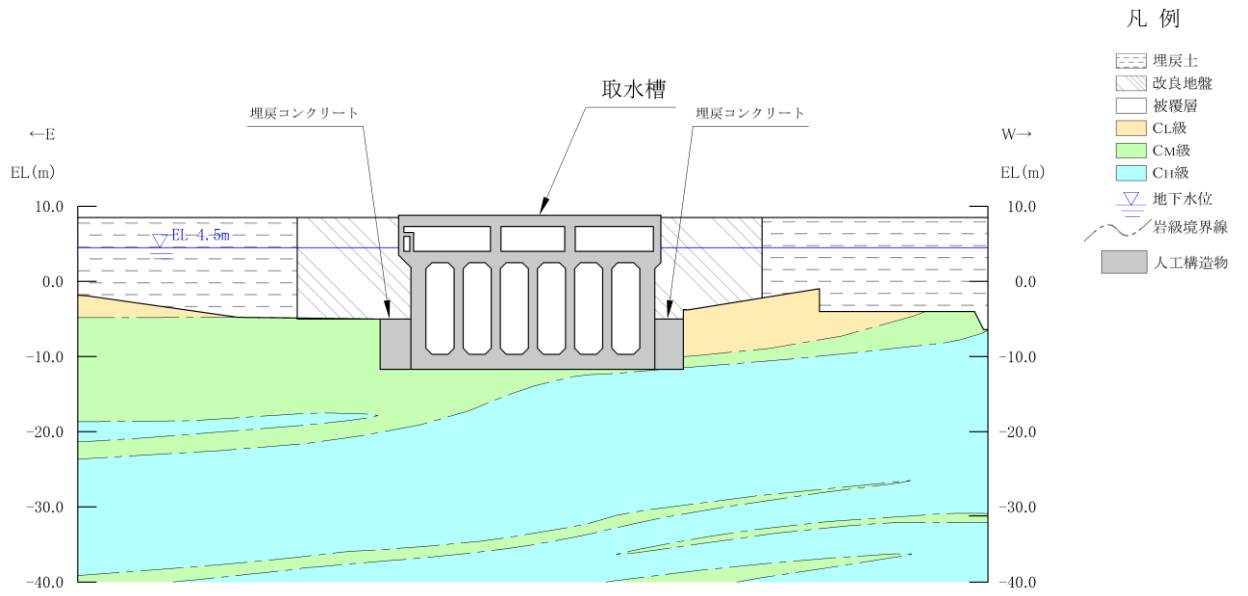 凡 例
埋戻土
改良地盤
被覆層
CL級
CM級
CH級
地下水位
岩級境界線
人工構造物
取水槽
埋戻コンクリート
埋戻コンクリート
←E
W→
EL(m)
EL(m)
10.0
10.0
EL 4.5m
0.0
0.0
-10.0
-10.0
-20.0
-20.0
-30.0
-30.0
-40.0
-40.0